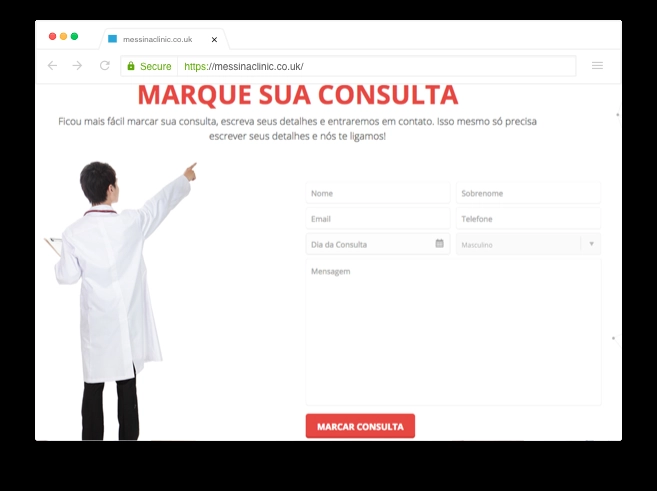 messinaclinic.co.uk
Secure https://messinaclinic.co.uk/
MARQUE SUA CONSULTA
Ficou mais fácil marcar sua consulta, escreva seus detalhes e entraremos em contato. Isso mesmo só precisa
escrever seus detalhes e nós te ligamos!
Nome Sobrenome
Email Telefone
Dia da Consulta Masculino
Mensagem
MARCAR CONSULTA